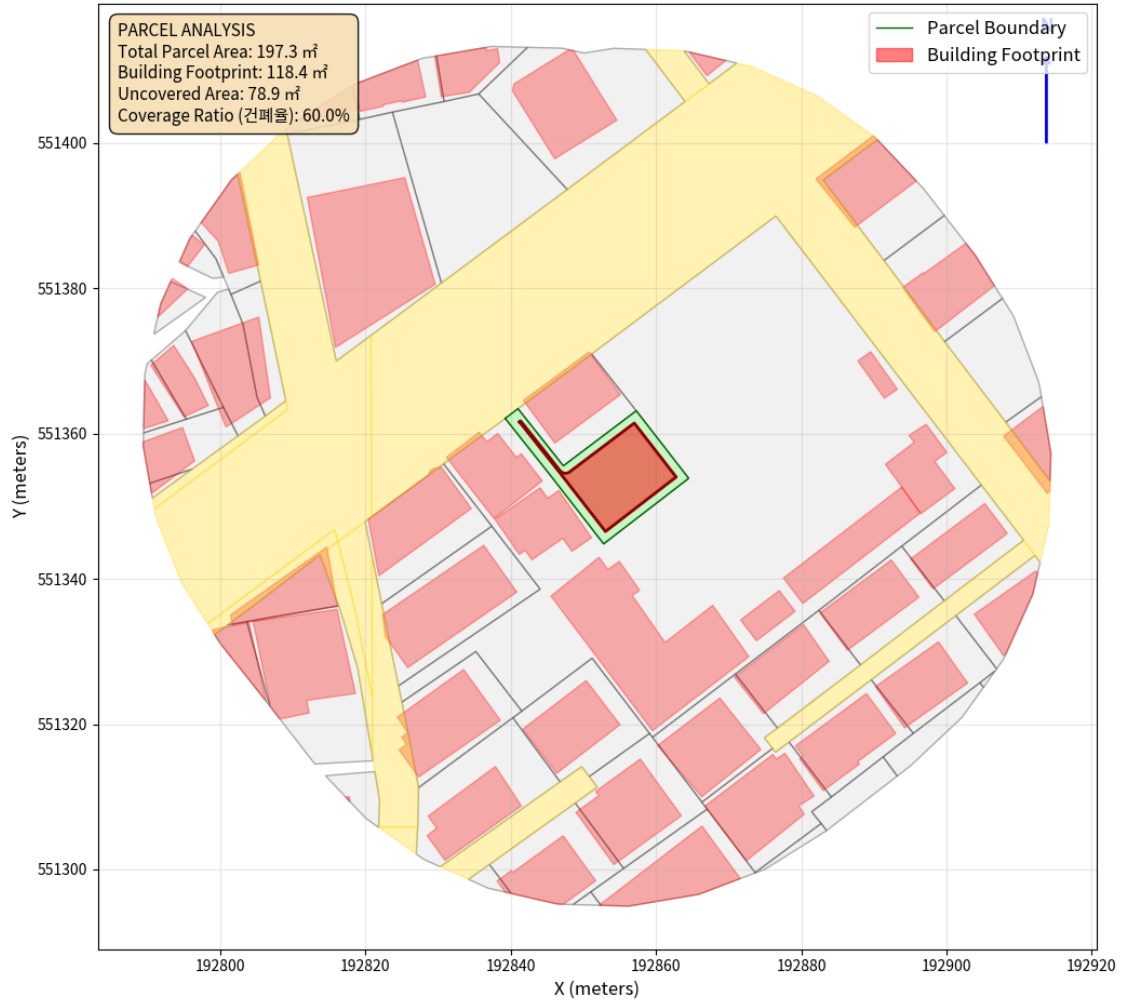 PARCEL ANALYSIS
Total Parcel Area: 197.3 ㎡
Building Footprint: 118.4 ㎡
Uncovered Area: 78.9 ㎡
Coverage Ratio (건폐율): 60.0%
Parcel Boundary
Building Footprint
N
551400
551380
551360
551340
551320
551300
Y (meters)
192800
192820
192840
192860
192880
192900
192920
X (meters)